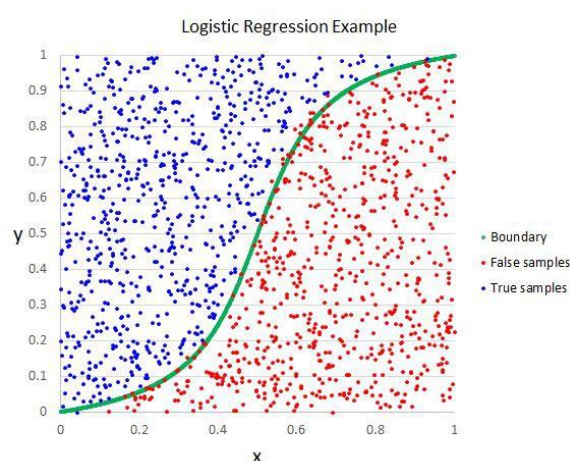 Logistic Regression Example
1
0.9
0.8
0.7
0.6
y
0.5
0.4
0.3
0.2
0.1
0
0 0.2 0.4 0.6 0.8 1
x
Boundary
False samples
True samples